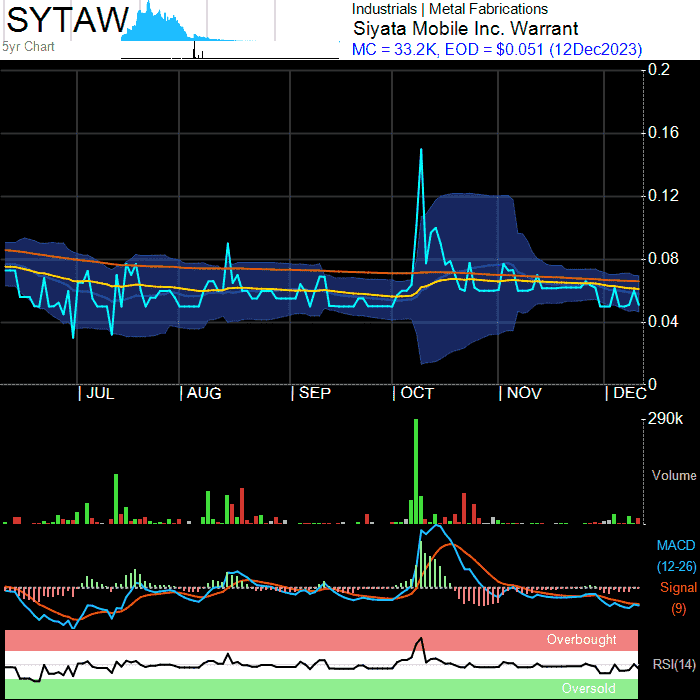 SYTAW
5yr Chart
Industrials | Metal Fabrications
Siyata Mobile Inc. Warrant
MC = 33.2K, EOD = $0.051 (12Dec2023)
0.2
0.16
0.12
0.08
0.04
0
JUL AUG SEP OCT NOV DEC
290k
Volume
MACD
(12-26)
Signal
(9)
Overbought
RSI(14)
Oversold